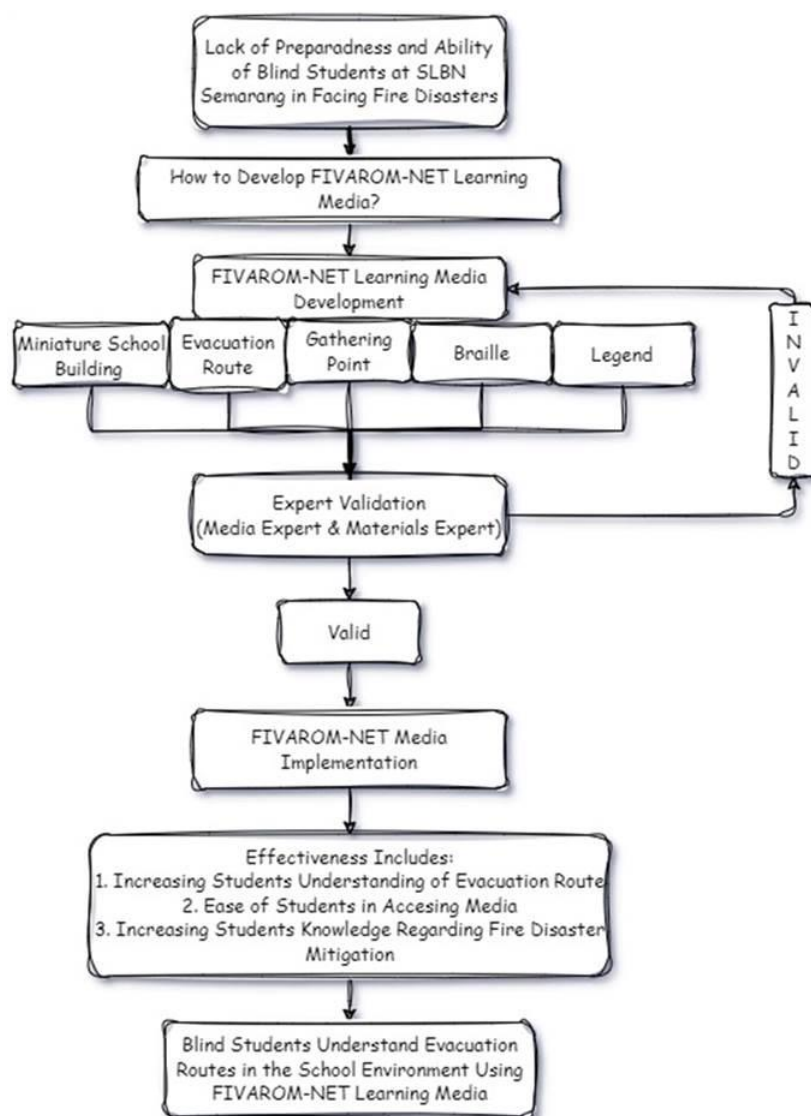 Lack of Preparadness and Ability
of Blind Students at SLBN
Semarang in Facing Fire Disasters
How to Develop FIVAROM-NET Learning
Media?
FIVAROM-NET Learning Media
Development
Miniature School
Building
Evacuation
Route
Gathering
Point
Braille
Legend
I
N
V
A
L
I
D
Expert Validation
(Media Expert & Materials Expert)
Valid
FIVAROM-NET Media
Implementation
Effectiveness Includes:
1. Increasing Students Understanding of Evacuation Route
2. Ease of Students in Accesing Media
3. Increasing Students Knowledge Regarding Fire Disaster
Mitigation
Blind Students Understand Evacuation
Routes in the School Environment Using
FIVAROM-NET Learning Media